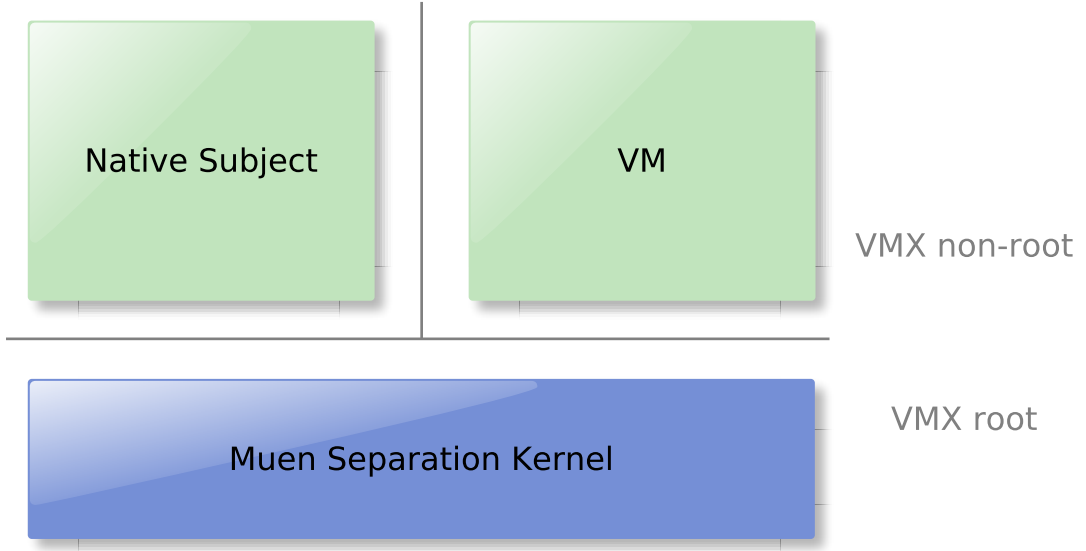 Native Subject
VM
VMX non-root
VMX root
Muen Separation Kernel